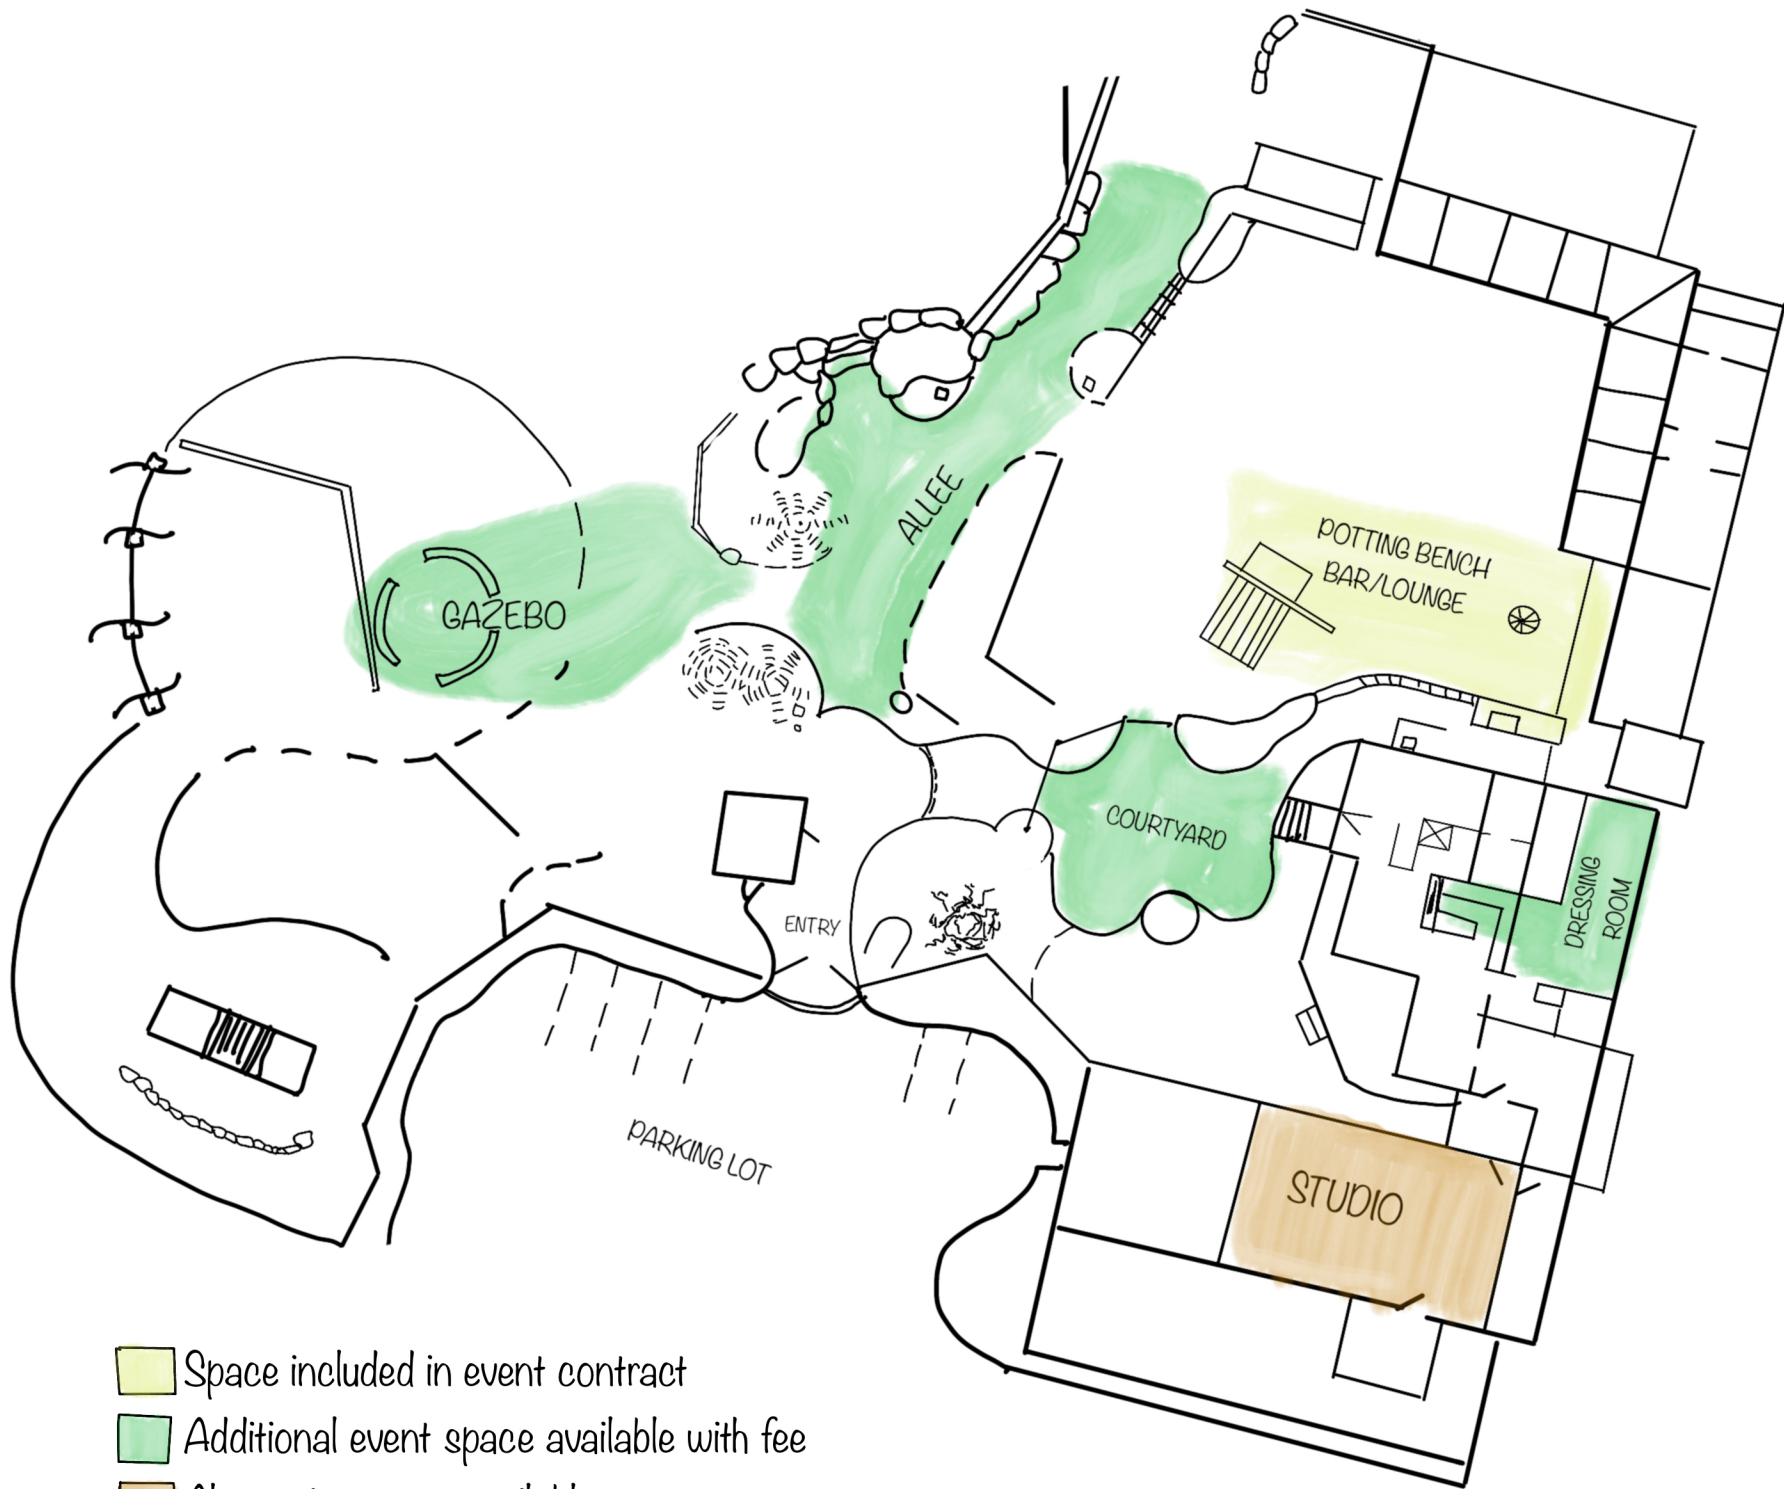 ALLEE
POTTING BENCH
BAR/LOUNGE
GAZEBO
COURTYARD
DRESSING
ROOM
ENTRY
PARKING LOT
STUDIO
Space included in event contract
Additional event space available with fee